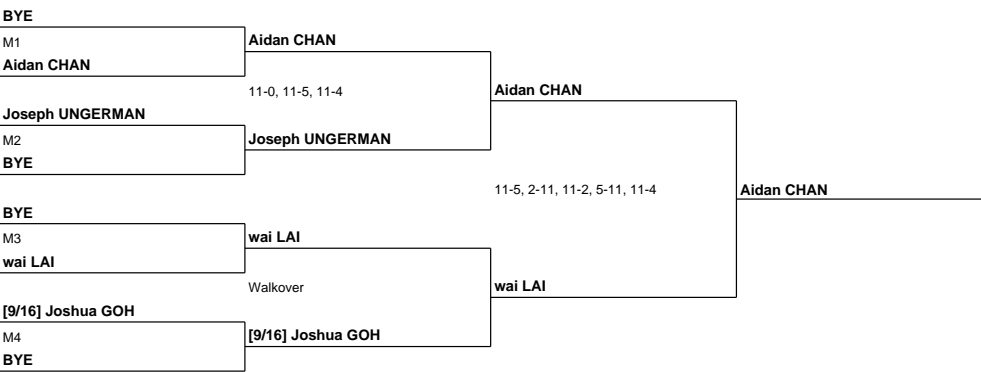 BYE
M1
Aidan CHAN
Aidan CHAN
11-0, 11-5, 11-4
Aidan CHAN
Joseph UNGERMAN
M2
Joseph UNGERMAN
BYE
11-5, 2-11, 11-2, 5-11, 11-4
Aidan CHAN
BYE
M3
wai LAI
wai LAI
Walkover
wai LAI
[9/16] Joshua GOH
M4
[9/16] Joshua GOH
BYE